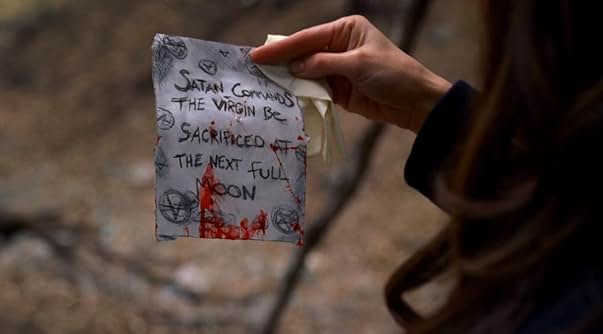 SATAN COMMANDS
THE VIRGIN BE
SACRIFICED AT
THE NEXT FULL
MOON